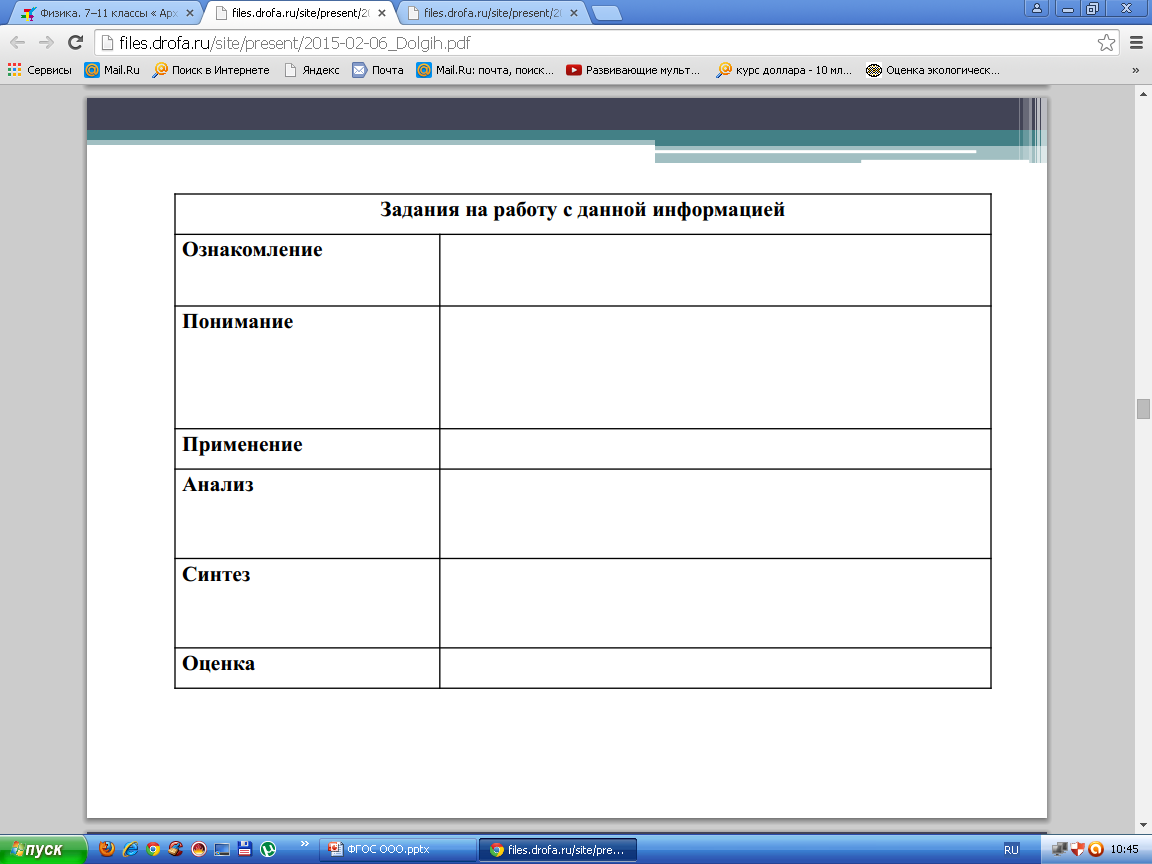 Физика. 7–11 классы « Арх
files.drofa.ru/site/present/20
files.drofa.ru/site/present/20
files.drofa.ru/site/present/2015-02-06_Dolgih.pdf
Сервисы Mail.Ru Поиск в Интернете Яндекс Почта Mail.Ru: почта, поиск... Развивающие мульт... курс доллара - 10 мл... Оценка экологическ... »
Задания на работу с данной информацией
Ознакомление
Понимание
Применение
Анализ
Синтез
Оценка
пуск » ФГОС ООО.pptx files.drofa.ru/site/pre... RU 10:45